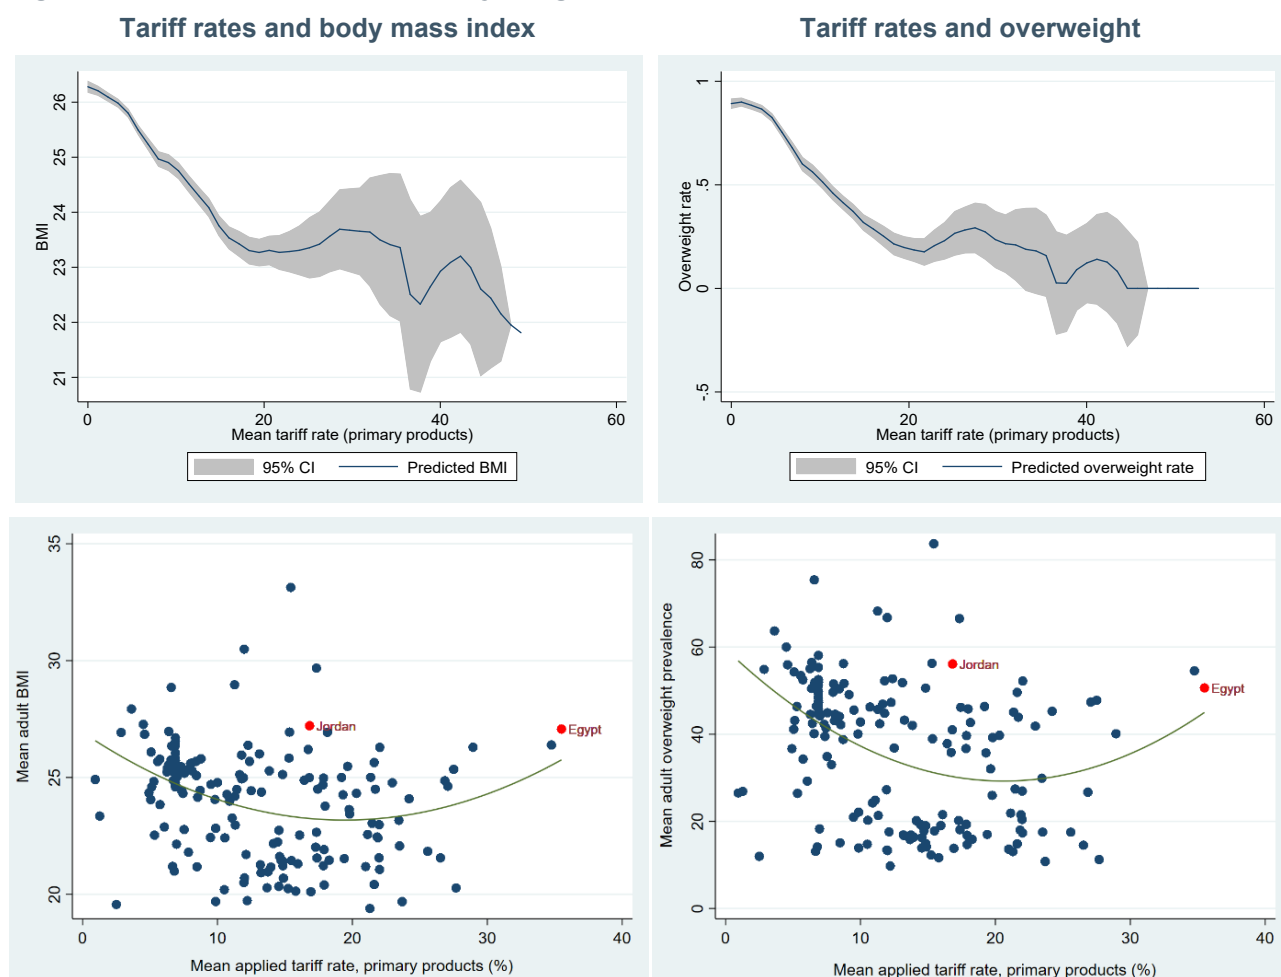 Tariff rates and body mass index
Tariff rates and overweight
BMI
26
25
24
23
22
21
0 20 40 60
Mean tariff rate (primary products)
95% CI Predicted BMI
Overweight rate
1
.5
0
-.5
0 20 40 60
Mean tariff rate (primary products)
95% CI Predicted overweight rate
Mean adult BMI
35
30
25
20
Jordan
Egypt
0 10 20 30 40
Mean applied tariff rate, primary products (%)
Mean adult overweight prevalence
80
60
40
20
0
Jordan
Egypt
0 10 20 30 40
Mean applied tariff rate, primary products (%)